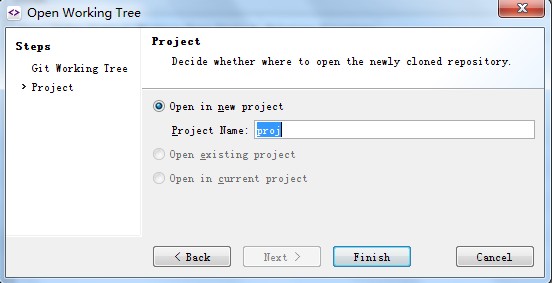 Open Working Tree
Steps
Git Working Tree
Project
Project
Decide whether where to open the newly cloned repository.
Open in new project
Project Name: proj
Open existing project
Open in current project
< Back
Next >
Finish
Cancel